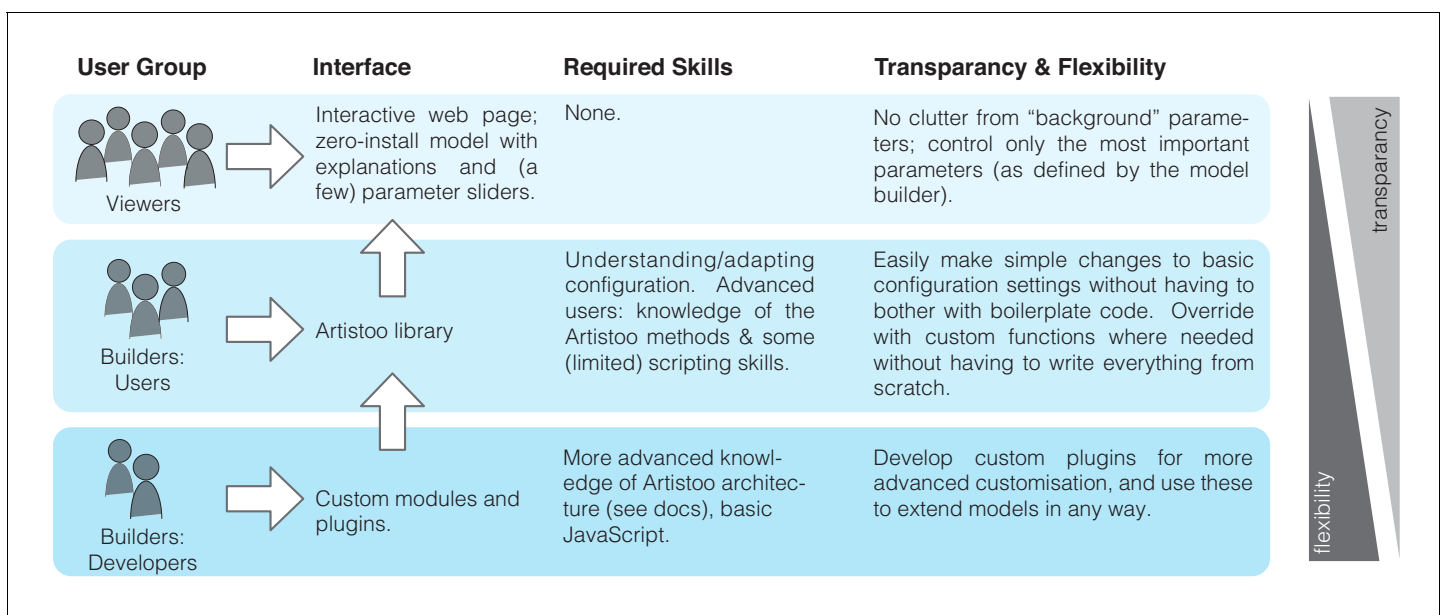 User Group
Interface
Required Skills
Transparancy & Flexibility
Viewers
Interactive web page;
zero-install model with
explanations and (a
few) parameter sliders.
None.
No clutter from “background” parame-
ters; control only the most important
parameters (as defined by the model
builder).
Builders:
Users
Artistoo library
Understanding/adapting
configuration. Advanced
users: knowledge of the
Artistoo methods & some
(limited) scripting skills.
Easily make simple changes to basic
configuration settings without having to
bother with boilerplate code. Override
with custom functions where needed
without having to write everything from
scratch.
Builders:
Developers
Custom modules and
plugins.
More advanced knowl-
edge of Artistoo architec-
ture (see docs), basic
JavaScript.
Develop custom plugins for more
advanced customisation, and use these
to extend models in any way.
transparancy
flexibility